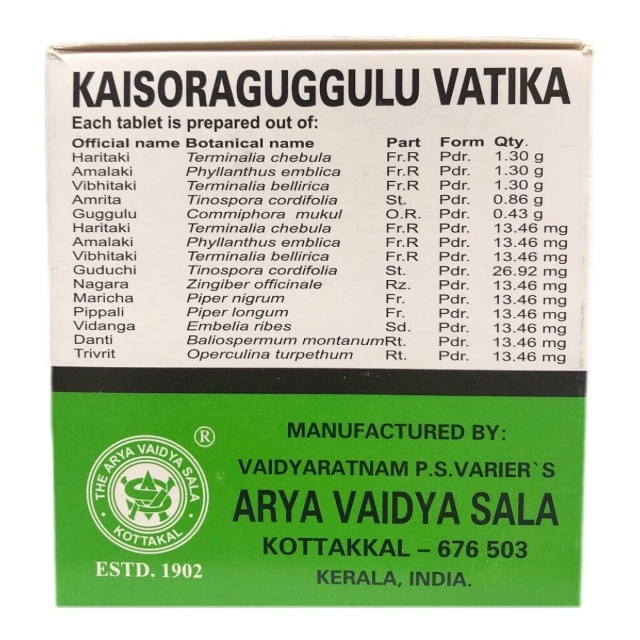 KAISORAGUGGULU VATIKA
Each tablet is prepared out of:
Official name Botanical name Part Form Qty.
Haritaki Terminalia chebula Fr.R Pdr. 1.30 g
Amalaki Phyllanthus emblica Fr.R Pdr. 1.30 g
Vibhitaki Terminalia bellirica Fr.R Pdr. 1.30 g
Amrita Tinospora cordifolia St. Pdr. 0.86 g
Guggulu Commiphora mukul O.R. Pdr. 0.43 g
Haritaki Terminalia chebula Fr.R Pdr. 13.46 mg
Amalaki Phyllanthus emblica Fr.R Pdr. 13.46 mg
Vibhitaki Terminalia bellirica Fr.R Pdr. 13.46 mg
Guduchi Tinospora cordifolia St. Pdr. 26.92 mg
Nagara Zingiber officinale Rz. Pdr. 13.46 mg
Maricha Piper nigrum Fr. Pdr. 13.46 mg
Pippali Piper longum Fr. Pdr. 13.46 mg
Vidanga Embelia ribes Sd. Pdr. 13.46 mg
Danti Baliospermum montanum Rt. Pdr. 13.46 mg
Trivrit Operculina turpethum Rt. Pdr. 13.46 mg
®
THE ARYA VAIDYA SALA
KOTTAKAL
ESTD. 1902
MANUFACTURED BY:
VAIDYARATNAM P.S.VARIER`S
ARYA VAIDYA SALA
KOTTAKKAL – 676 503
KERALA, INDIA.